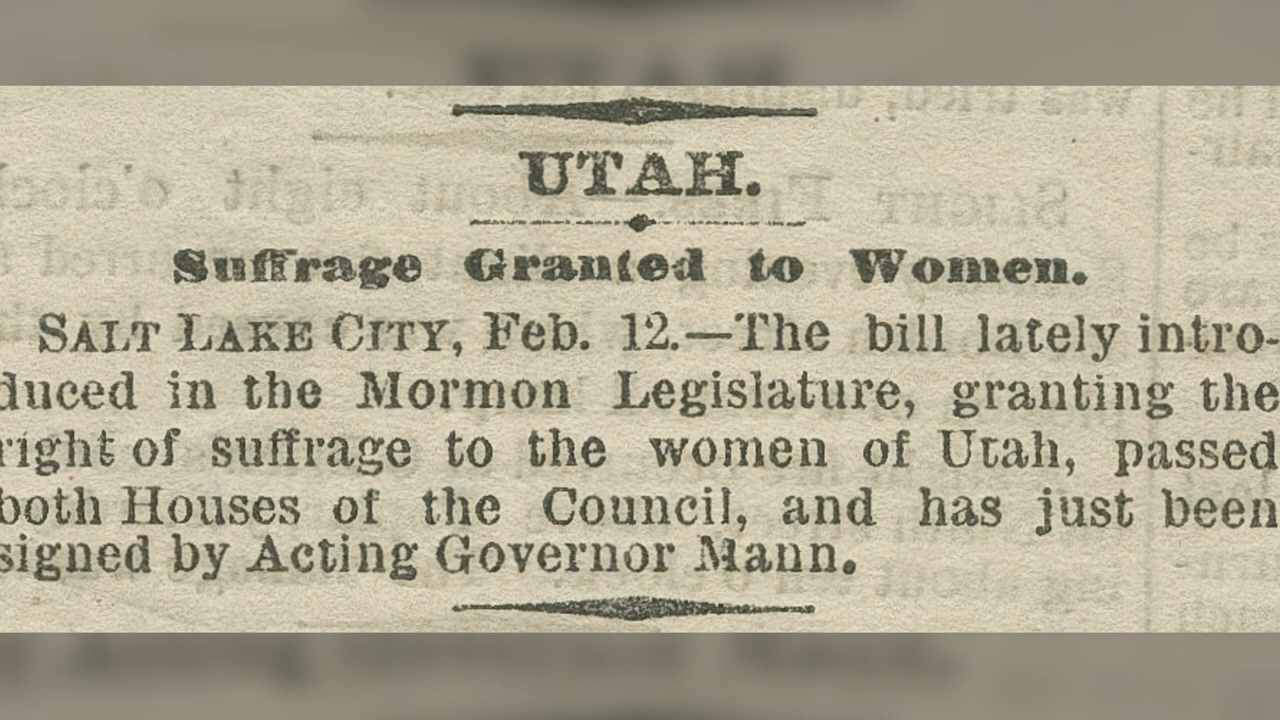 UTAH.
Suffrage Granted to Women.
SALT LAKE CITY, Feb. 12.—The bill lately intro-
duced in the Mormon Legislature, granting the
right of suffrage to the women of Utah, passed
both Houses of the Council, and has just been
signed by Acting Governor Mann.